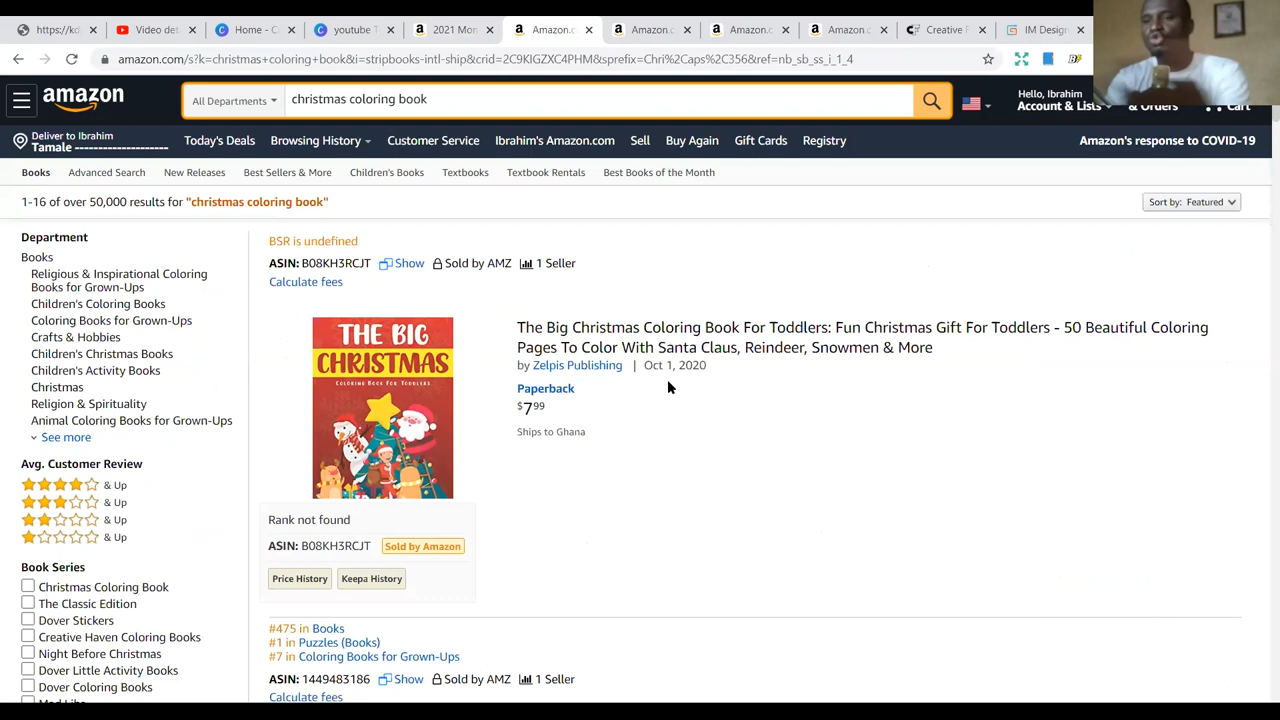 https://kd
Video det
Home - C
youtube T
2021 Mon
Amazon.c
Amazon.c
Amazon.c
Amazon.c
Creative F
IM Design
amazon.com/s?k=christmas+coloring+book&i=stripbooks-intl-ship&crid=2C9KIGZXC4PHM&sprefix=Chri%2Caps%2C356&ref=nb_sb_ss_i_1_4
amazon
All Departments
christmas coloring book
Hello, Ibrahim
Account & Lists
& Orders
Cart
Deliver to Ibrahim
Tamale --------------------
Today's Deals
Browsing History
Customer Service
Ibrahim's Amazon.com
Sell
Buy Again
Gift Cards
Registry
Amazon's response to COVID-19
Books
Advanced Search
New Releases
Best Sellers & More
Children's Books
Textbooks
Textbook Rentals
Best Books of the Month
1-16 of over 50,000 results for "christmas coloring book"
Sort by: Featured
Department
Books
Religious & Inspirational Coloring
Books for Grown-Ups
Children's Coloring Books
Coloring Books for Grown-Ups
Crafts & Hobbies
Children's Christmas Books
Children's Activity Books
Christmas
Religion & Spirituality
Animal Coloring Books for Grown-Ups
See more
Avg. Customer Review
& Up
& Up
& Up
& Up
Book Series
Christmas Coloring Book
The Classic Edition
Dover Stickers
Creative Haven Coloring Books
Night Before Christmas
Dover Little Activity Books
Dover Coloring Books
Mad Libs
BSR is undefined
ASIN: B08KH3RCJT Show Sold by AMZ 1 Seller
Calculate fees
THE BIG
CHRISTMAS
COLORING BOOK FOR TODDLERS
The Big Christmas Coloring Book For Toddlers: Fun Christmas Gift For Toddlers - 50 Beautiful Coloring
Pages To Color With Santa Claus, Reindeer, Snowmen & More
by Zelpis Publishing | Oct 1, 2020
Paperback
$7 99
Ships to Ghana
Rank not found
ASIN: B08KH3RCJT Sold by Amazon
Price History
Keepa History
#475 in Books
#1 in Puzzles (Books)
#7 in Coloring Books for Grown-Ups
ASIN: 1449483186 Show Sold by AMZ 1 Seller
Calculate fees